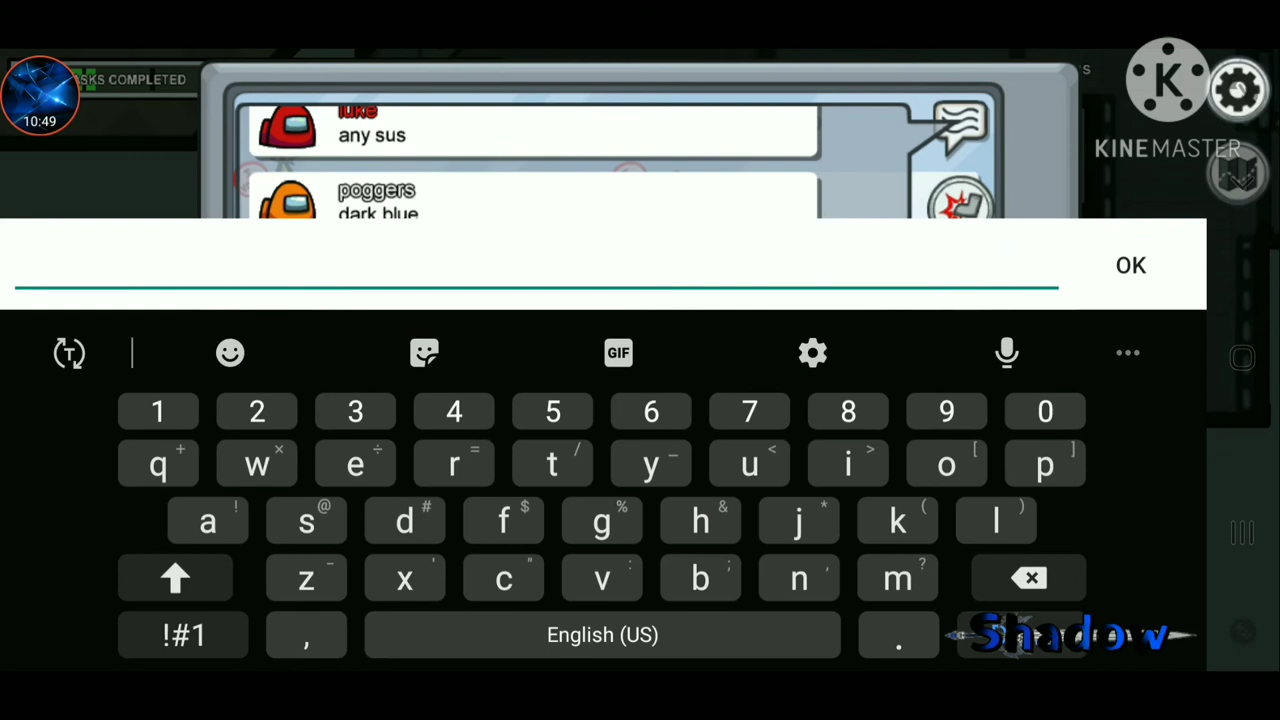 SKS COMPLETED
S
10:49
luke
any sus
poggers
dark blue
K
KINEMASTER
OK
T
GIF
1 2 3 4 5 6 7 8 9 0
q + w × e ÷ r = t / y _ u < i > o [ p ]
a ! s @ d # f $ g % h & j * k ( l )
z - x ' c " v : b ; n , m ?
!#1 , English (US) .
Shadow